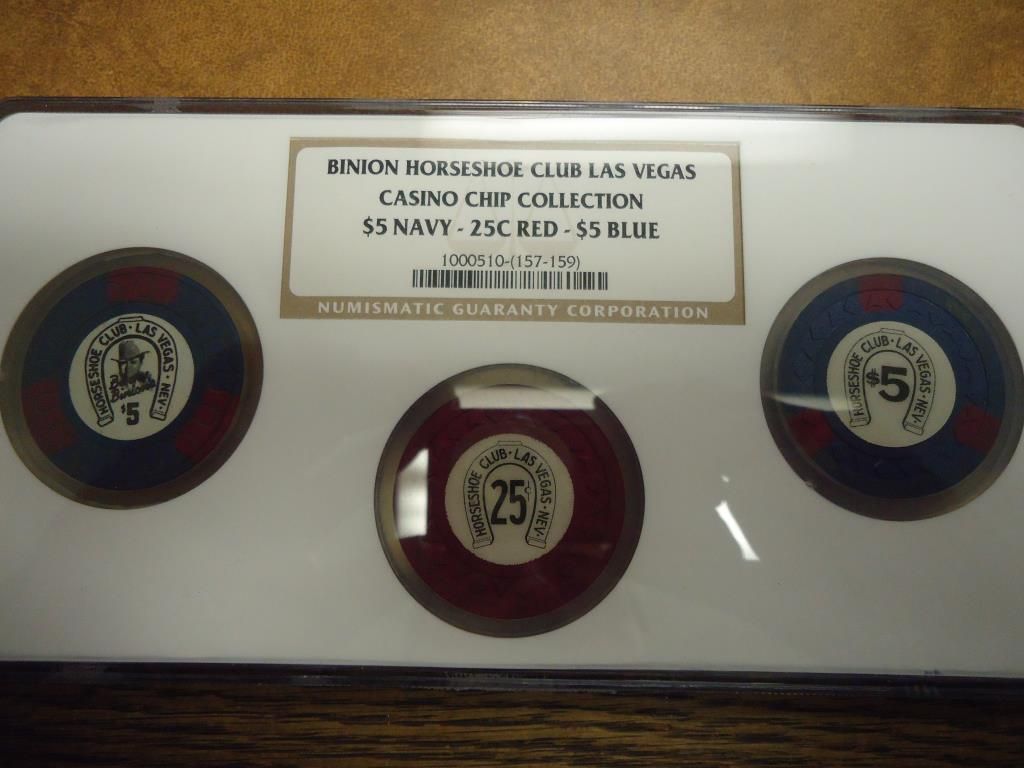 BINION HORSESHOE CLUB LAS VEGAS
CASINO CHIP COLLECTION
$5 NAVY - 25C RED - $5 BLUE
1000510-(157-159)
NUMISMATIC GUARANTY CORPORATION
HORSESHOE CLUB · LAS VEGAS · NEV.
Binion
$5
HORSESHOE CLUB · LAS VEGAS · NEV.
25¢
HORSESHOE CLUB · LAS VEGAS · NEV.
$5